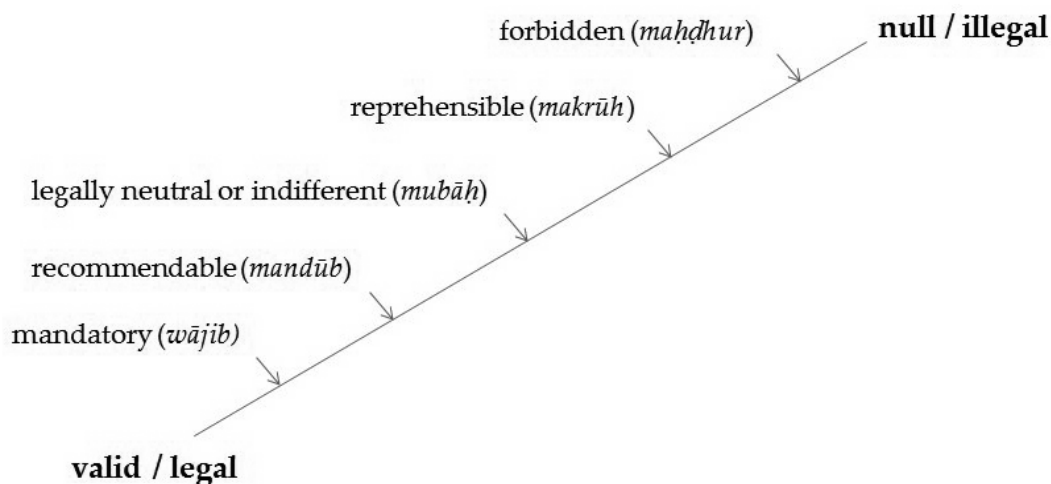 forbidden (maḥḍhur)
null / illegal
reprehensible (makrūh)
legally neutral or indifferent (mubāḥ)
recommendable (mandūb)
mandatory (wājib)
valid / legal